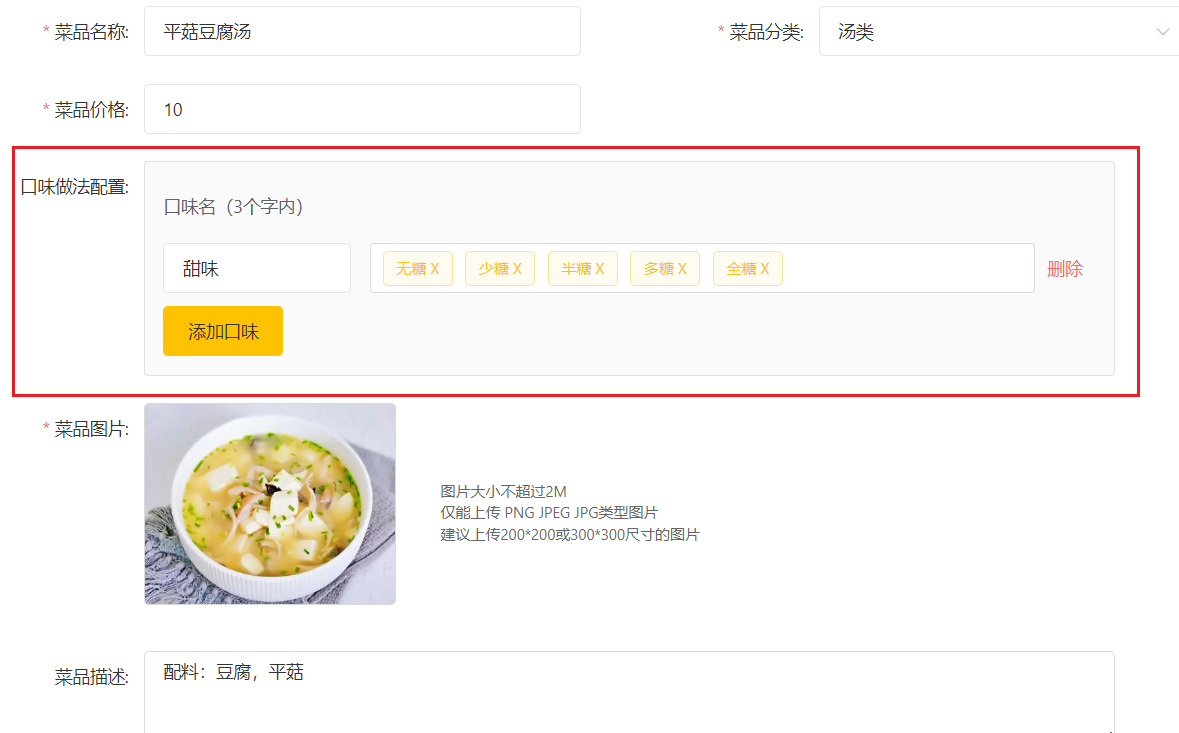 * 菜品名称: 平菇豆腐汤 * 菜品分类: 汤类
* 菜品价格: 10
口味做法配置:
口味名（3个字内）
甜味 无糖 X 少糖 X 半糖 X 多糖 X 全糖 X 删除
添加口味
* 菜品图片:
图片大小不超过2M
仅能上传 PNG JPEG JPG类型图片
建议上传200*200或300*300尺寸的图片
菜品描述: 配料：豆腐，平菇